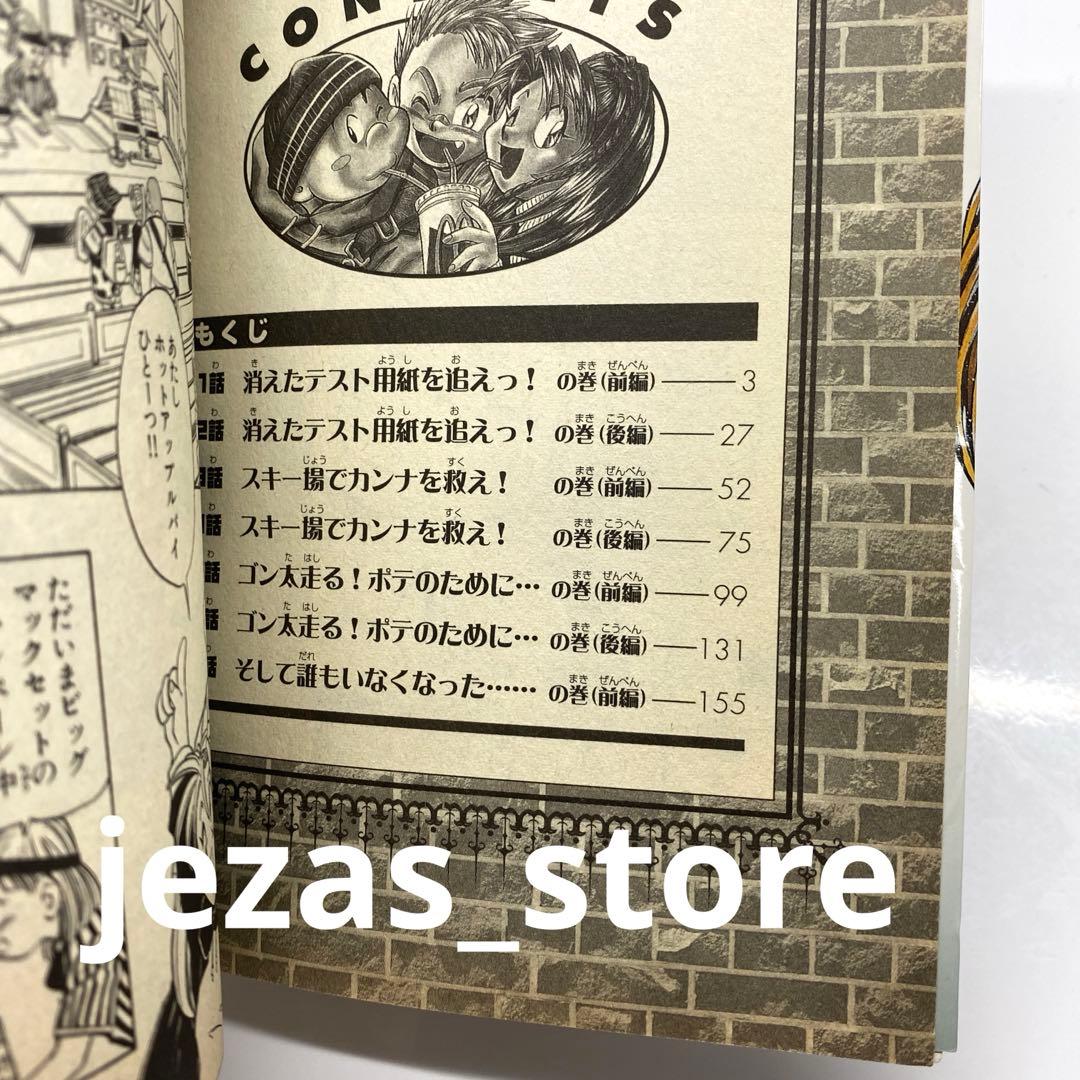 CONTENTS
もくじ
1話 消えたテスト用紙を追えっ! の巻(前編) 3
2話 消えたテスト用紙を追えっ! の巻(後編) 27
3話 スキー場でカンナを救え! の巻(前編) 52
話 スキー場でカンナを救え! の巻(後編) 75
話 ゴン太走る!ポテのために… の巻(前編) 99
話 ゴン太走る!ポテのために… の巻(後編) 131
話 そして誰もいなくなった…… の巻(前編) 155
あたし
ホットアップルパイ
ひとーつ!!
ただいまビッグ
マックセットの
jezas_store